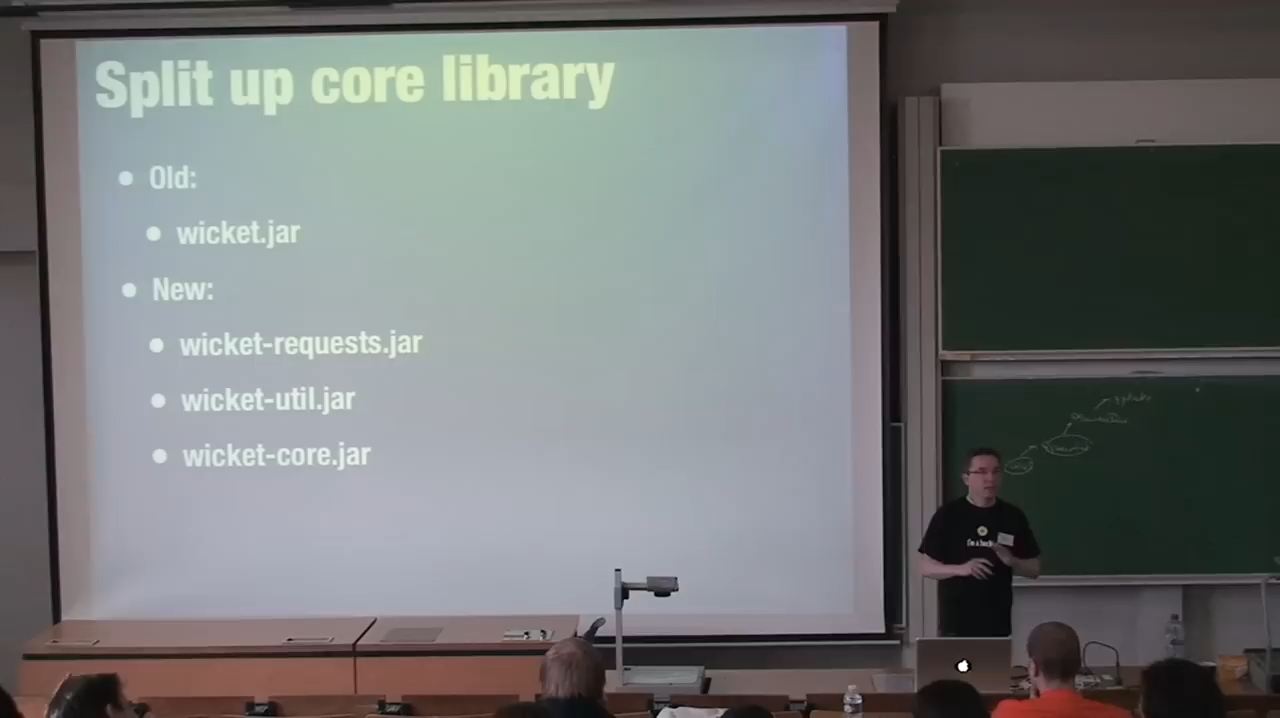 Split up core library
Old:
wicket.jar
New:
wicket-requests.jar
wicket-util.jar
wicket-core.jar
I'm a